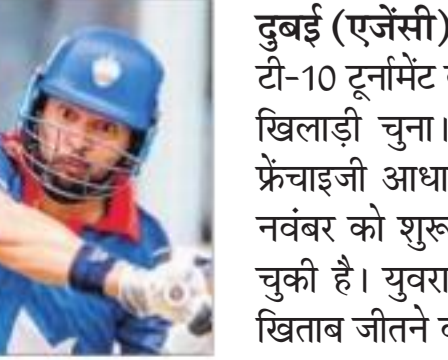 दुबई (एजेंसी)
टी-10 टूर्नामेंट
खिलाड़ी चुना।
फ्रेंचाइजी आधा
नवंबर को शुरू
चुकी है। युवरा
खिताब जीतने